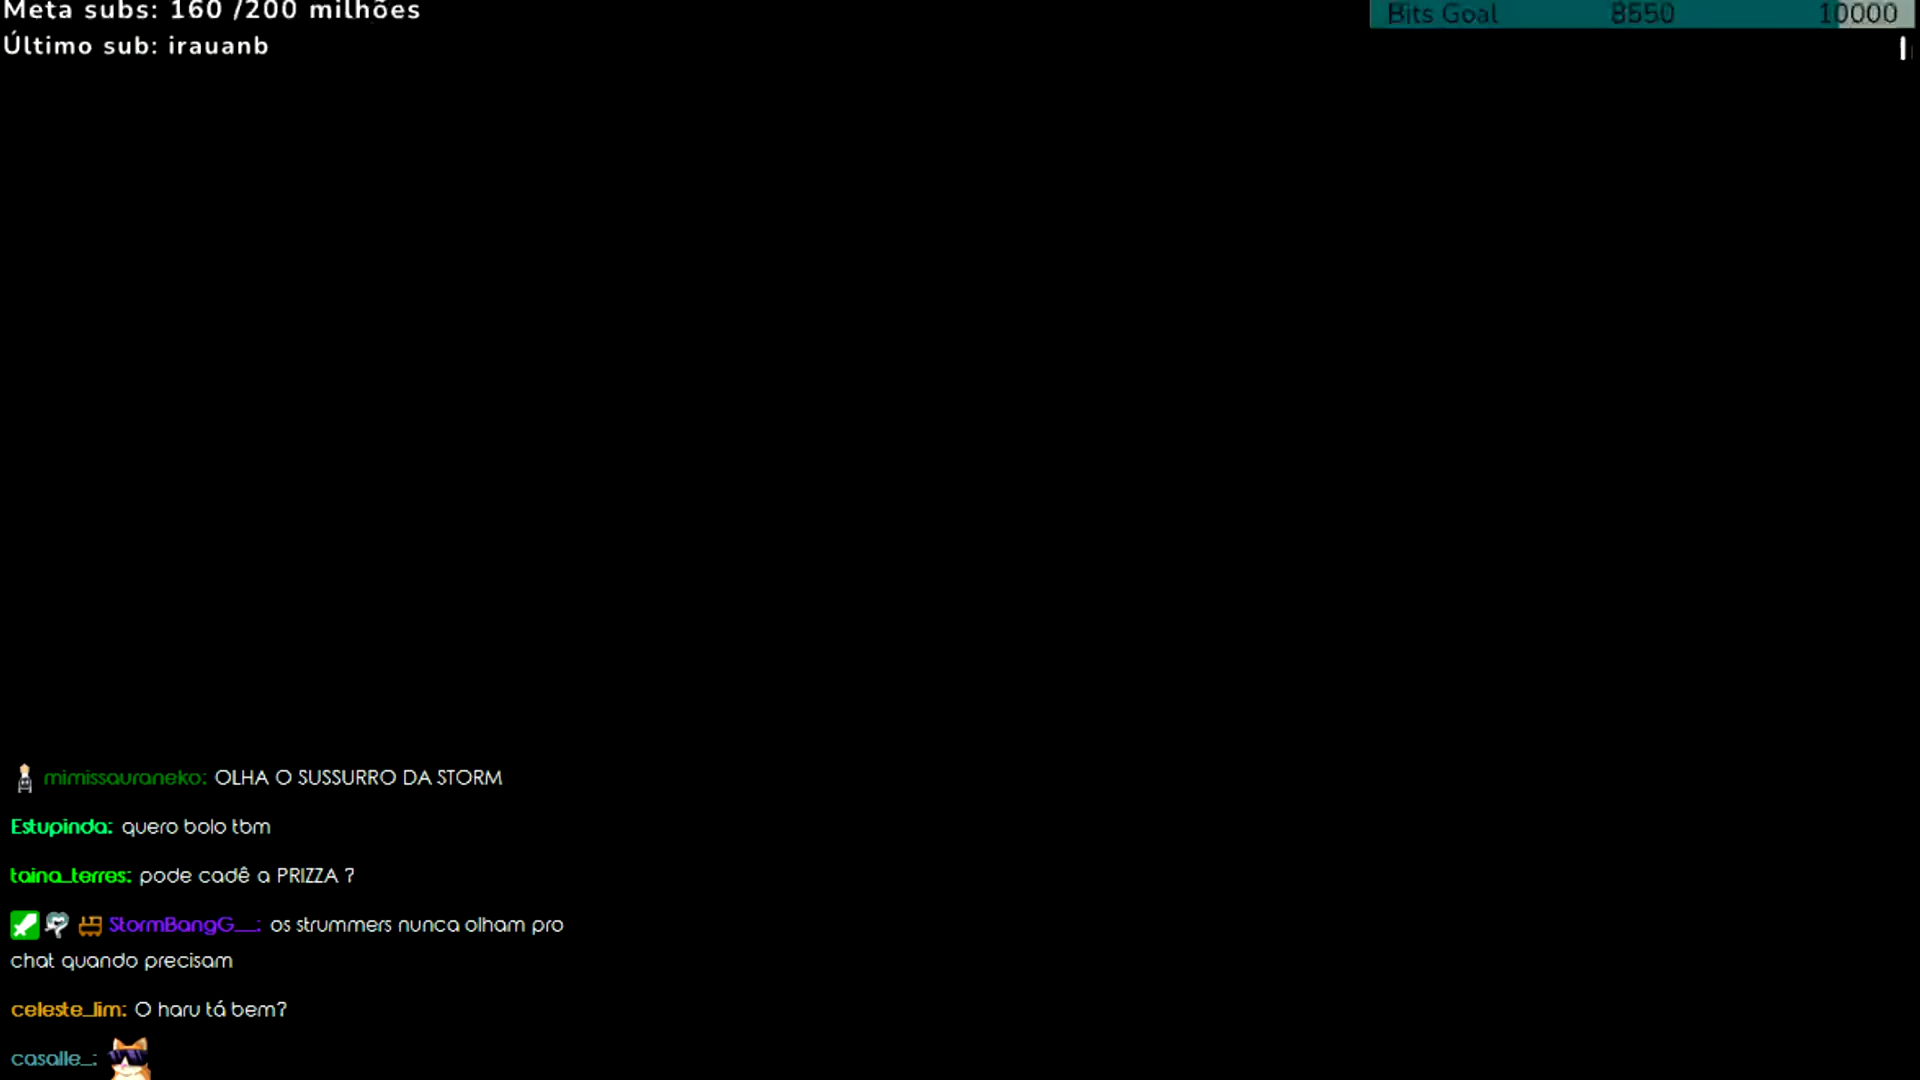 Meta subs: 160 /200 milhões
Bits Goal 8550 10000
Último sub: irauanb
mimissauraneko: OLHA O SUSSURRO DA STORM
Estupinda: quero bolo tbm
taina_terres: pode cadê a PRIZZA ?
StormBangG__: os strummers nunca olham pro
chat quando precisam
celeste_lim: O haru tá bem?
casalle_: